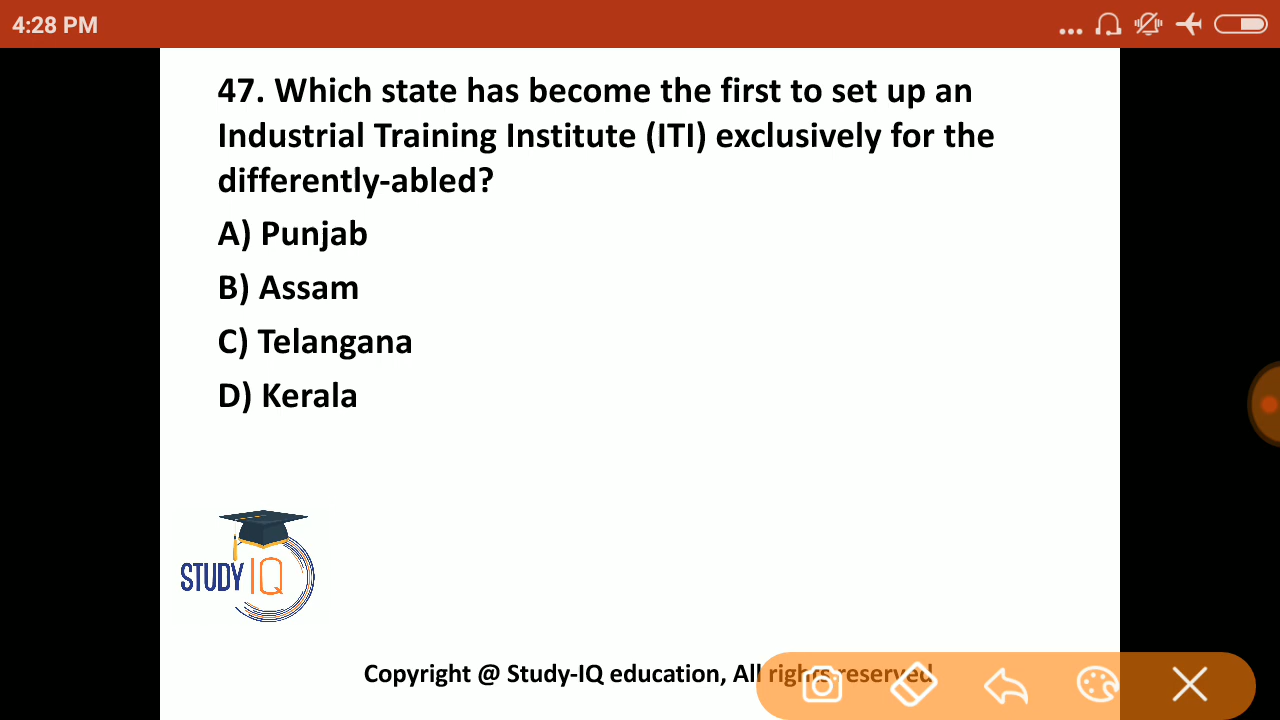 4:28 PM
47. Which state has become the first to set up an
Industrial Training Institute (ITI) exclusively for the
differently-abled?
A) Punjab
B) Assam
C) Telangana
D) Kerala
STUDY IQ
Copyright @ Study-IQ education, All rights reserved